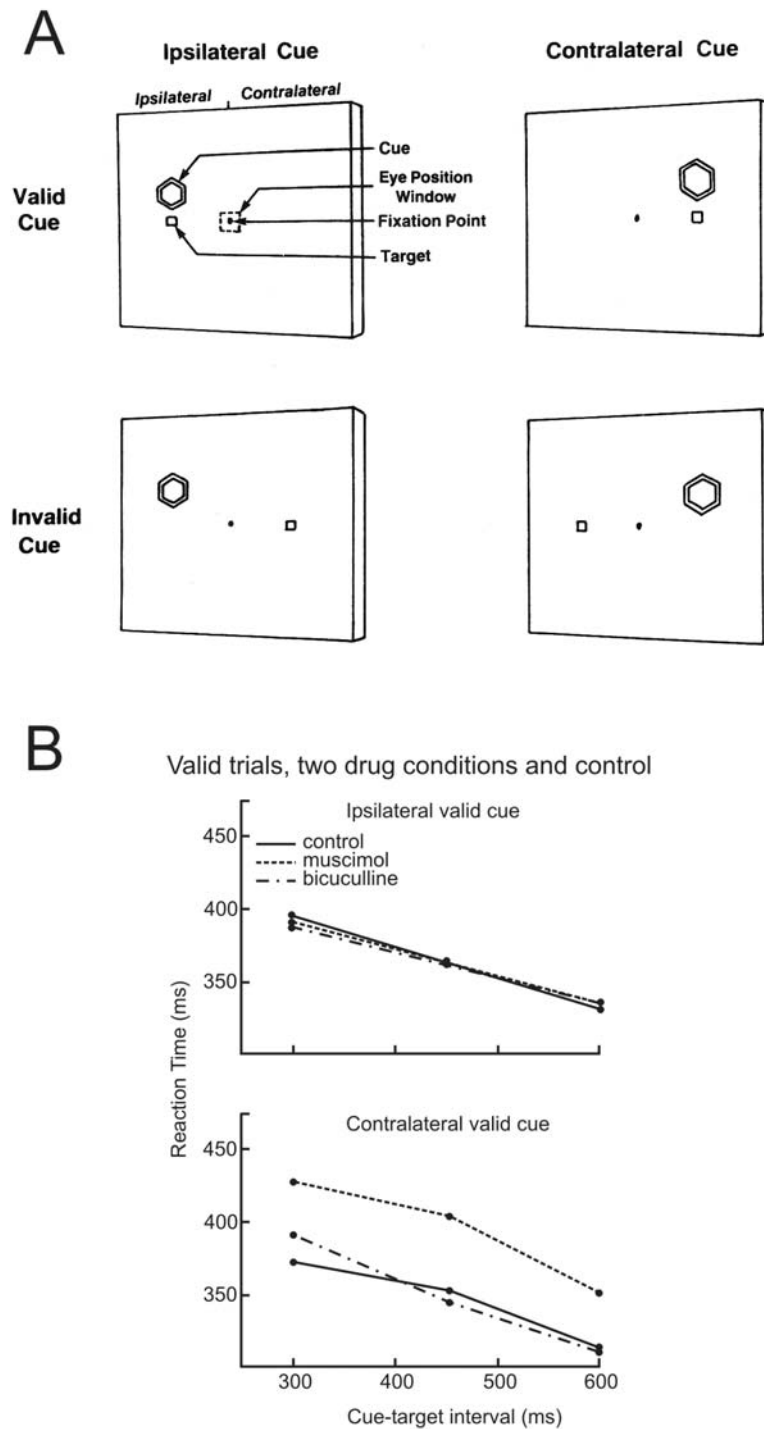 A
Ipsilateral Cue
Contralateral Cue
Ipsilateral
Contralateral
Valid
Cue
Cue
Eye Position
Window
Fixation Point
Target
Invalid
Cue
B
Valid trials, two drug conditions and control
Ipsilateral valid cue
control
muscimol
bicuculline
450
400
350
Reaction Time (ms)
Contralateral valid cue
450
400
350
300
400
500
600
Cue-target interval (ms)